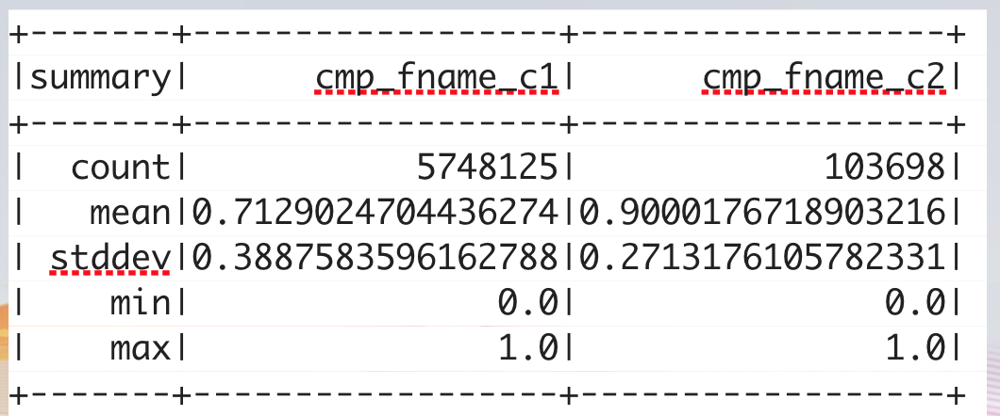 +-------+------------------+------------------+
|summary|      cmp_fname_c1|      cmp_fname_c2|
+-------+------------------+------------------+
|  count|           5748125|            103698|
|   mean|0.7129024704436274|0.9000176718903216|
| stddev|0.3887583596162788|0.2713176105782331|
|    min|               0.0|               0.0|
|    max|               1.0|               1.0|
+-------+------------------+------------------+